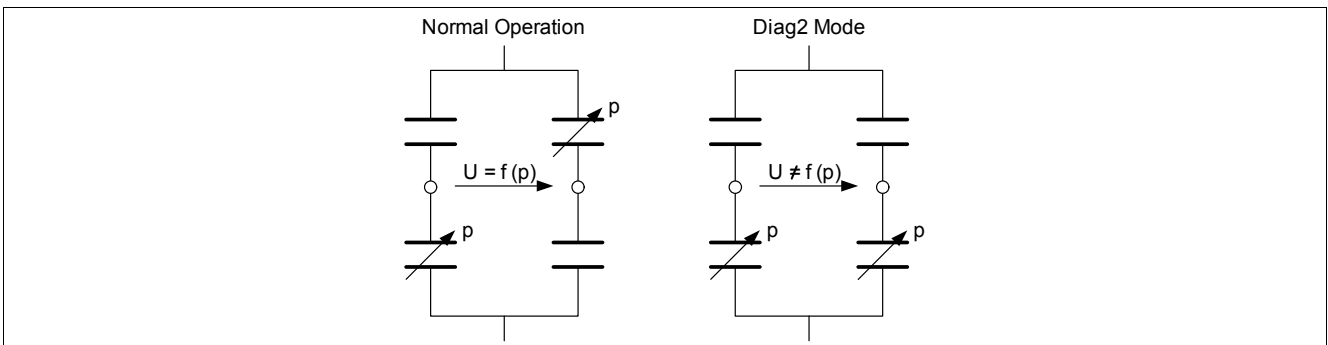 Normal Operation
Diag2 Mode
p
U = f (p)
U ≠ f (p)
p
p
p